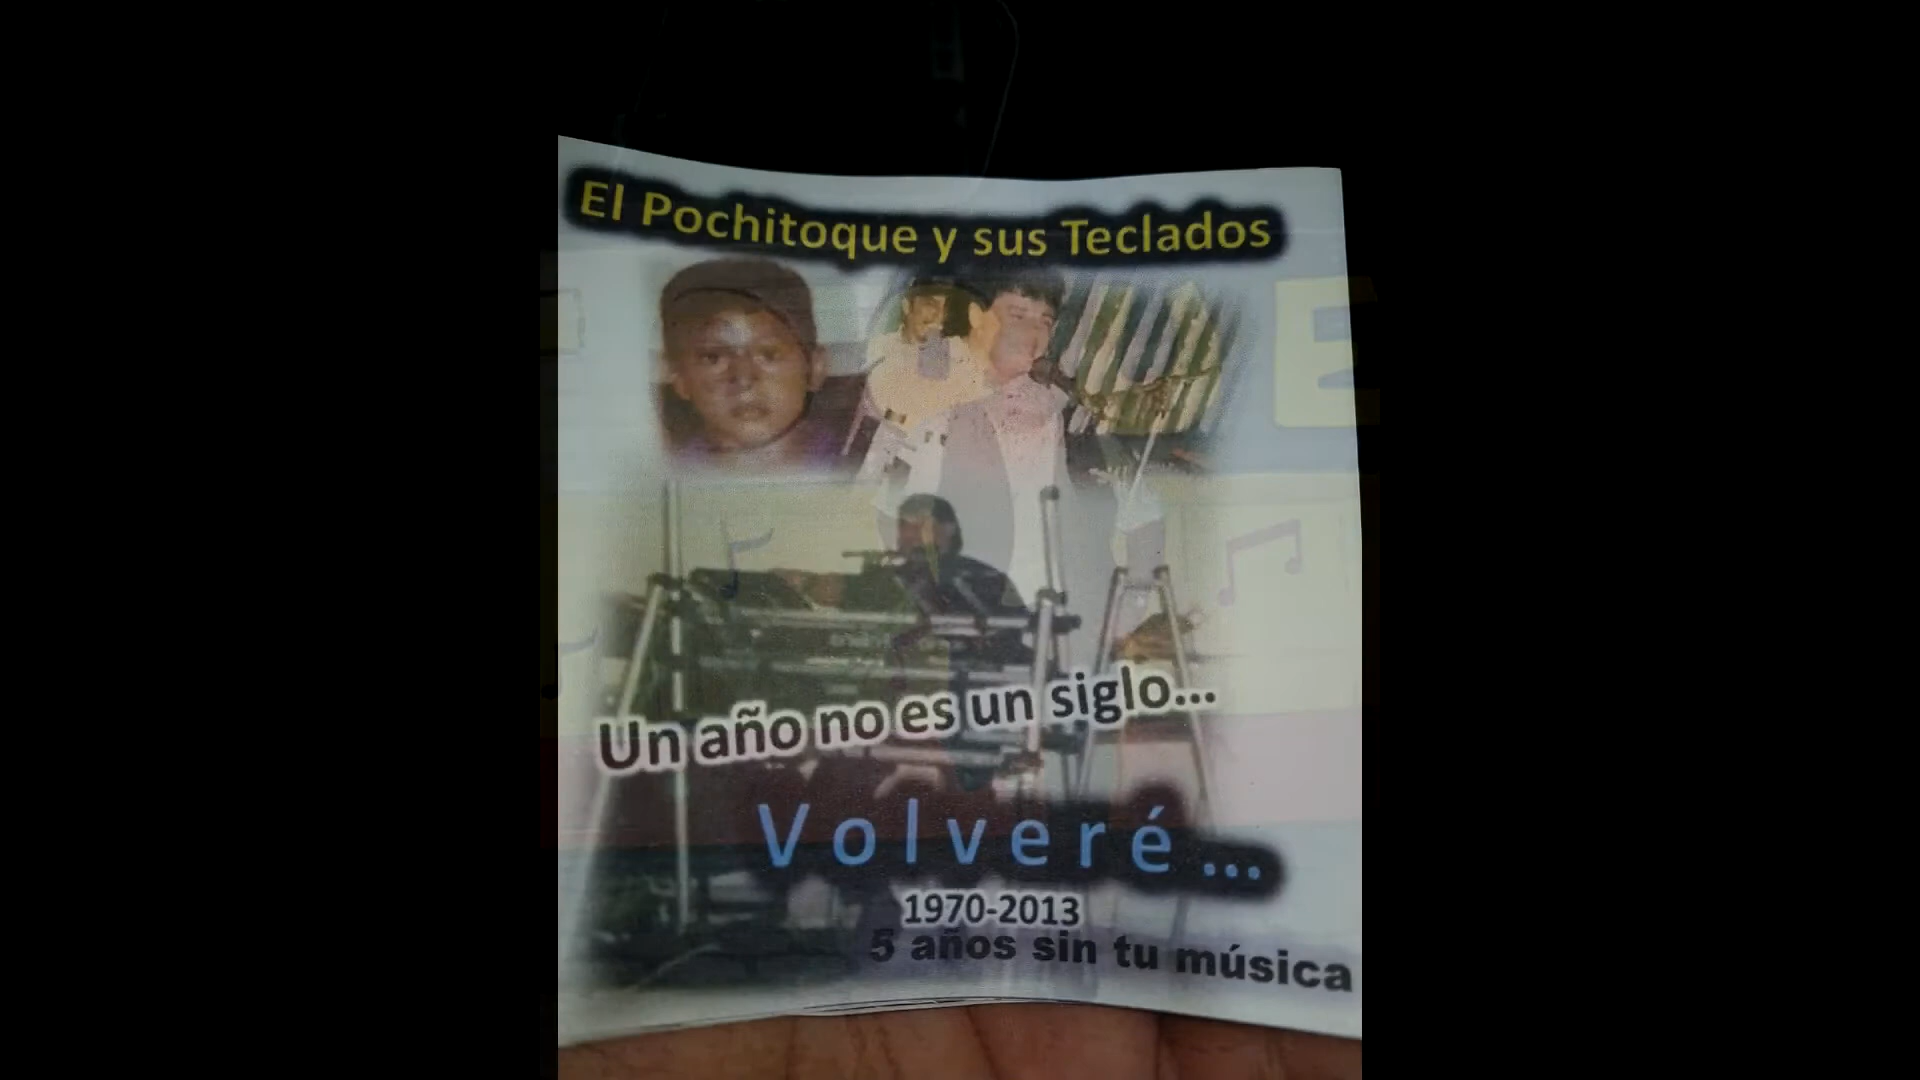 El Pochitoque y sus Teclados
Un año no es un siglo...
Volveré...
1970-2013
5 años sin tu música